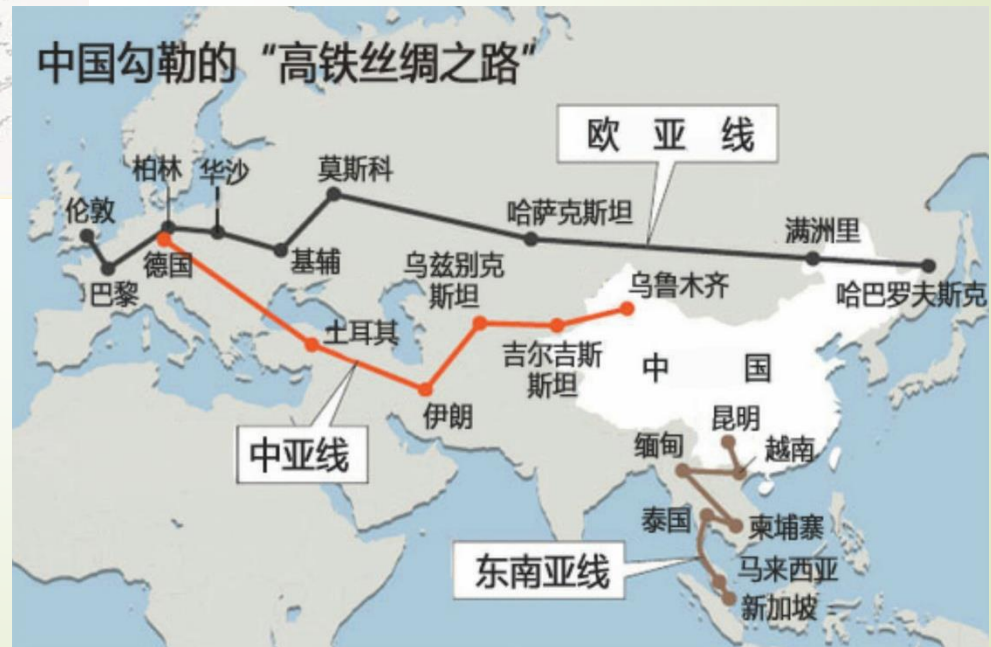 中国勾勒的“高铁丝绸之路”
欧 亚 线
柏林
华沙
莫斯科
伦敦
哈萨克斯坦
满洲里
德国
基辅
乌兹别克
斯坦
乌鲁木齐
巴黎
哈巴罗夫斯克
土耳其
吉尔吉斯
斯坦
中 国
伊朗
昆明
中亚线
缅甸
越南
泰国
柬埔寨
东南亚线
马来西亚
新加坡